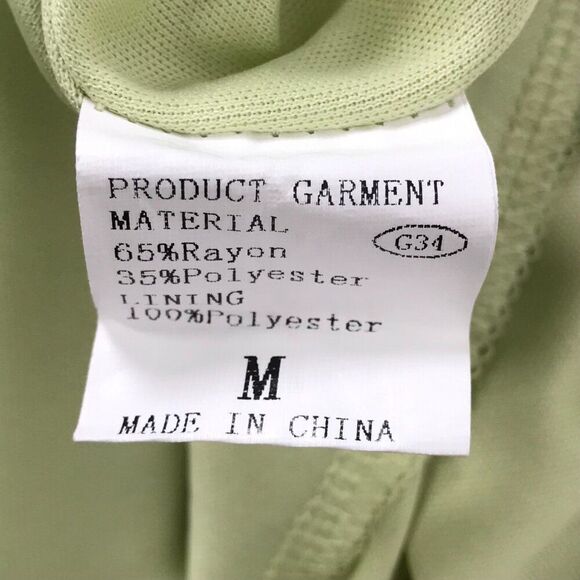 PRODUCT GARMENT
MATERIAL
G34
65%Rayon
35%Polyester
LINING
100%Polyester
M
MADE IN CHINA